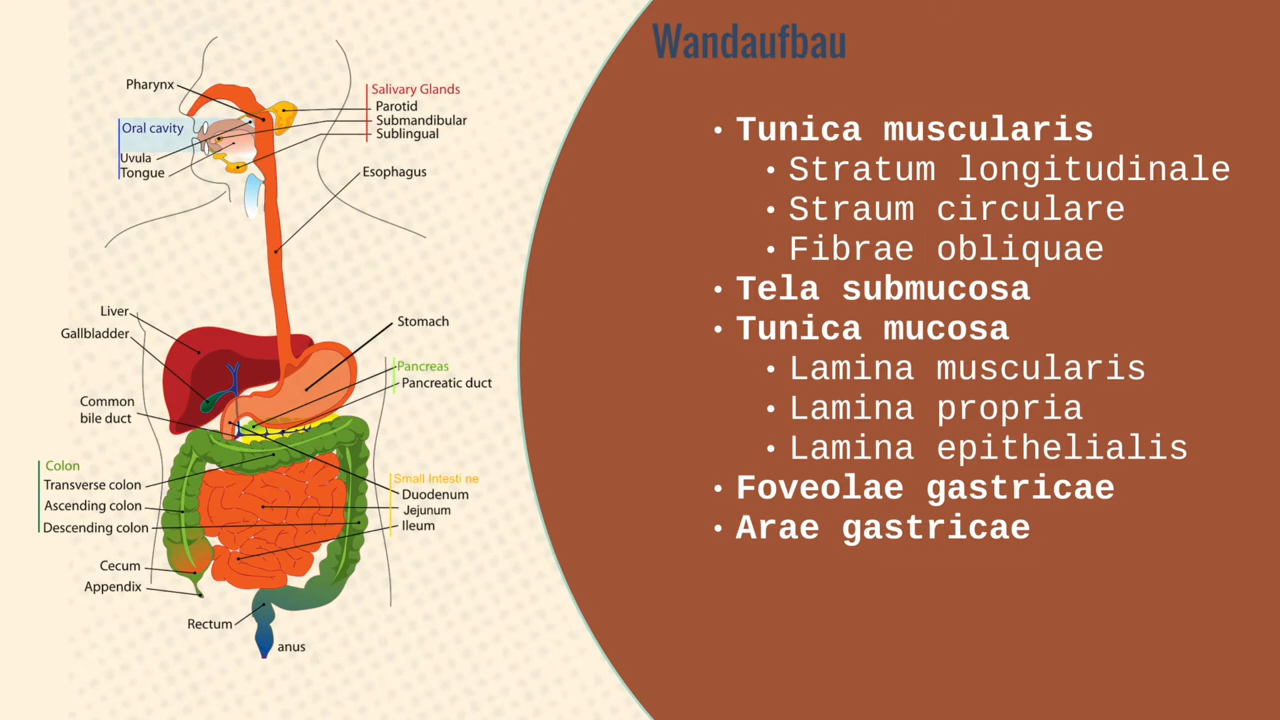 Wandaufbau
Pharynx
Oral cavity
Uvula
Tongue
Salivary Glands
Parotid
Submandibular
Sublingual
Esophagus
Liver
Gallbladder
Stomach
Pancreas
Pancreatic duct
Common
bile duct
Colon
Transverse colon
Ascending colon
Descending colon
Small Intesti ne
Duodenum
Jejunum
Ileum
Cecum
Appendix
Rectum
anus
• Tunica muscularis
• Stratum longitudinale
• Straum circulare
• Fibrae obliquae
• Tela submucosa
• Tunica mucosa
• Lamina muscularis
• Lamina propria
• Lamina epithelialis
• Foveolae gastricae
• Arae gastricae